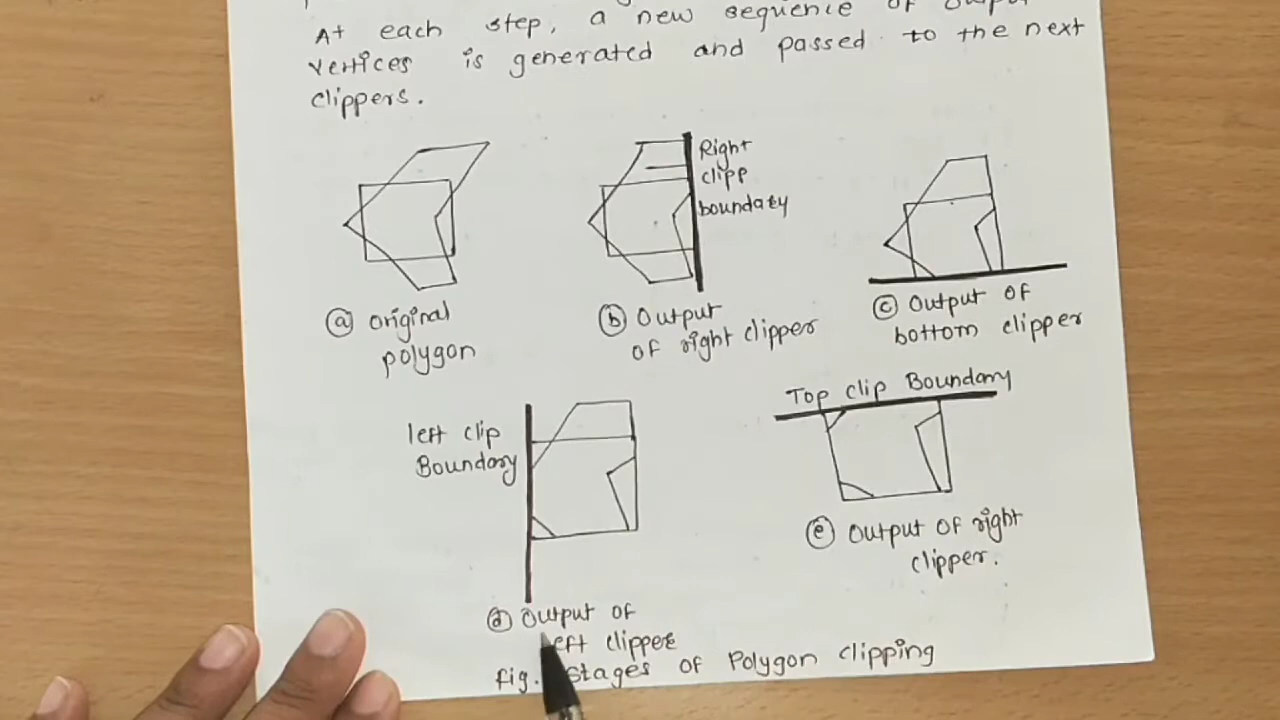 At each step, a new sequence of output
vertices is generated and passed to the next
clippers.
Right
clipp
boundary
(a) original
polygon
(b) Output
of right clipper
(c) Output of
bottom clipper
left clip
Boundary
Top clip Boundary
(d) Output of
left clipper
(e) Output of right
clipper.
fig. stages of Polygon clipping